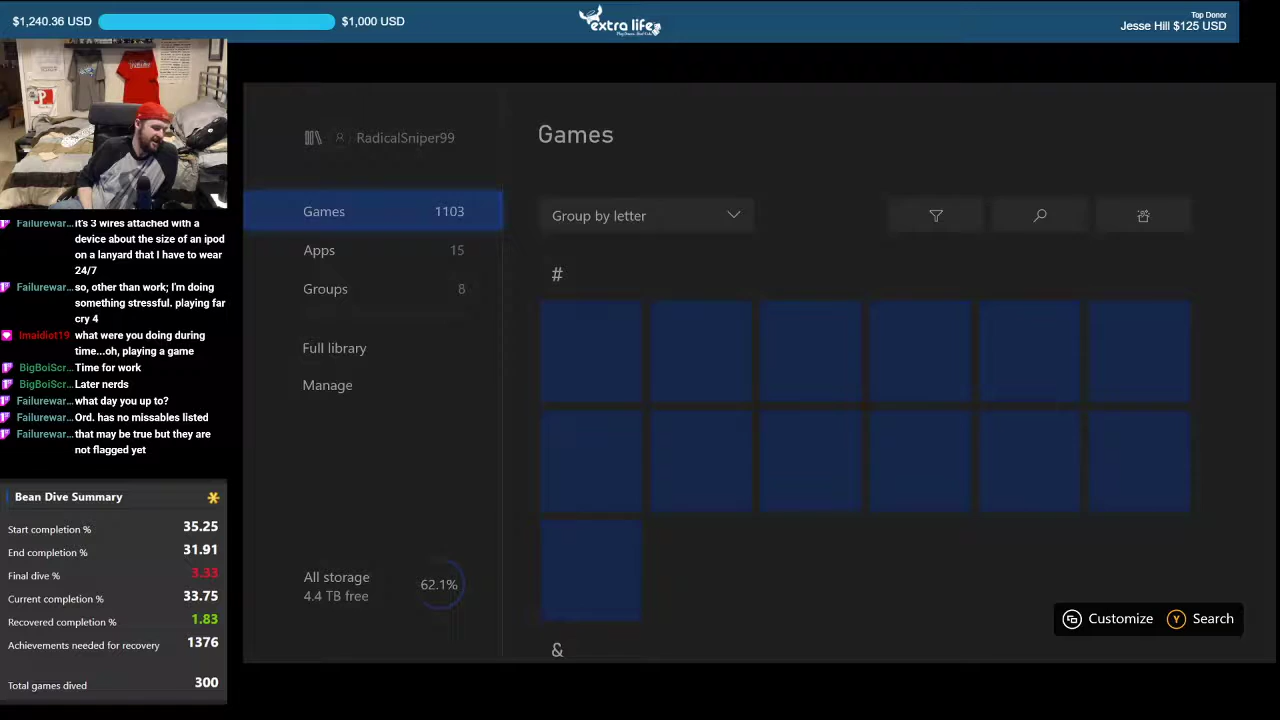 $1,240.36 USD
$1,000 USD
extra life
Top Donor
Jesse Hill $125 USD
Failurewar... it's 3 wires attached with a
device about the size of an ipod
on a lanyard that I have to wear
24/7
Failurewar... so, other than work; I'm doing
something stressful. playing far
cry 4
Imaidiot19 what were you doing during
time...oh, playing a game
BigBoiScr... Time for work
BigBoiScr... Later nerds
Failurewar... what day you up to?
Failurewar... Ord. has no missables listed
Failurewar... that may be true but they are
not flagged yet
Bean Dive Summary
Start completion % 35.25
End completion % 31.91
Final dive % 3.33
Current completion % 33.75
Recovered completion % 1.83
Achievements needed for recovery 1376
Total games dived 300
RadicalSniper99
Games 1103
Apps 15
Groups 8
Full library
Manage
All storage
4.4 TB free
62.1%
Games
Group by letter
#
&
Customize Y Search